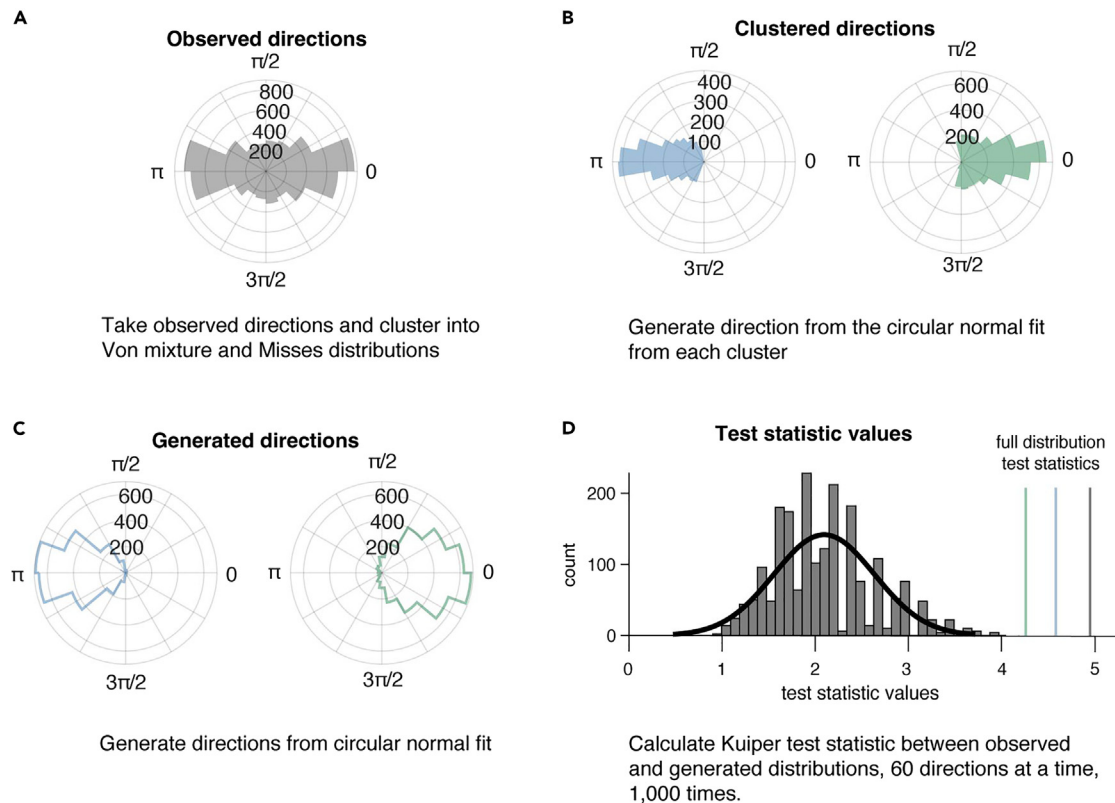 A
Observed directions
π/2
800
600
400
200
π
0
3π/2
Take observed directions and cluster into
Von mixture and Misses distributions
B
Clustered directions
π/2
400
300
200
100
π
0
3π/2
π/2
600
400
200
π
0
3π/2
Generate direction from the circular normal fit
from each cluster
C
Generated directions
π/2
600
400
200
π
0
3π/2
π/2
600
400
200
π
0
3π/2
Generate directions from circular normal fit
D
Test statistic values
full distribution
test statistics
200
100
0
count
0 1 2 3 4 5
test statistic values
Calculate Kuiper test statistic between observed
and generated distributions, 60 directions at a time,
1,000 times.